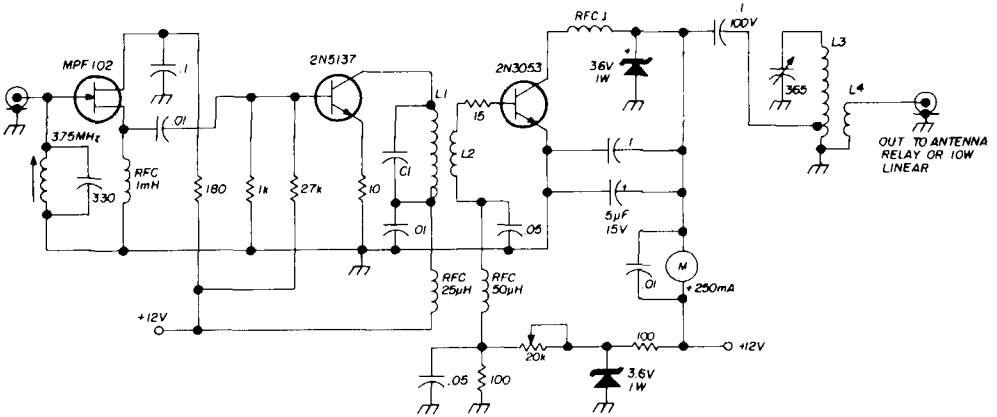 MPF102
.1
2N5137
2N3053
RFC 1
36V
1W
.1
100V
L3
365
L4
OUT TO ANTENNA
RELAY OR 10W
LINEAR
3.75MHz
330
RFC
1mH
.01
180
1k
27k
10
C1
L1
.01
L2
15
.05
.1
5µF
15V
+
+
RFC
25µH
RFC
50µH
.01
M
+250mA
+12V
20k
100
+12V
.05
100
3.6V
1W